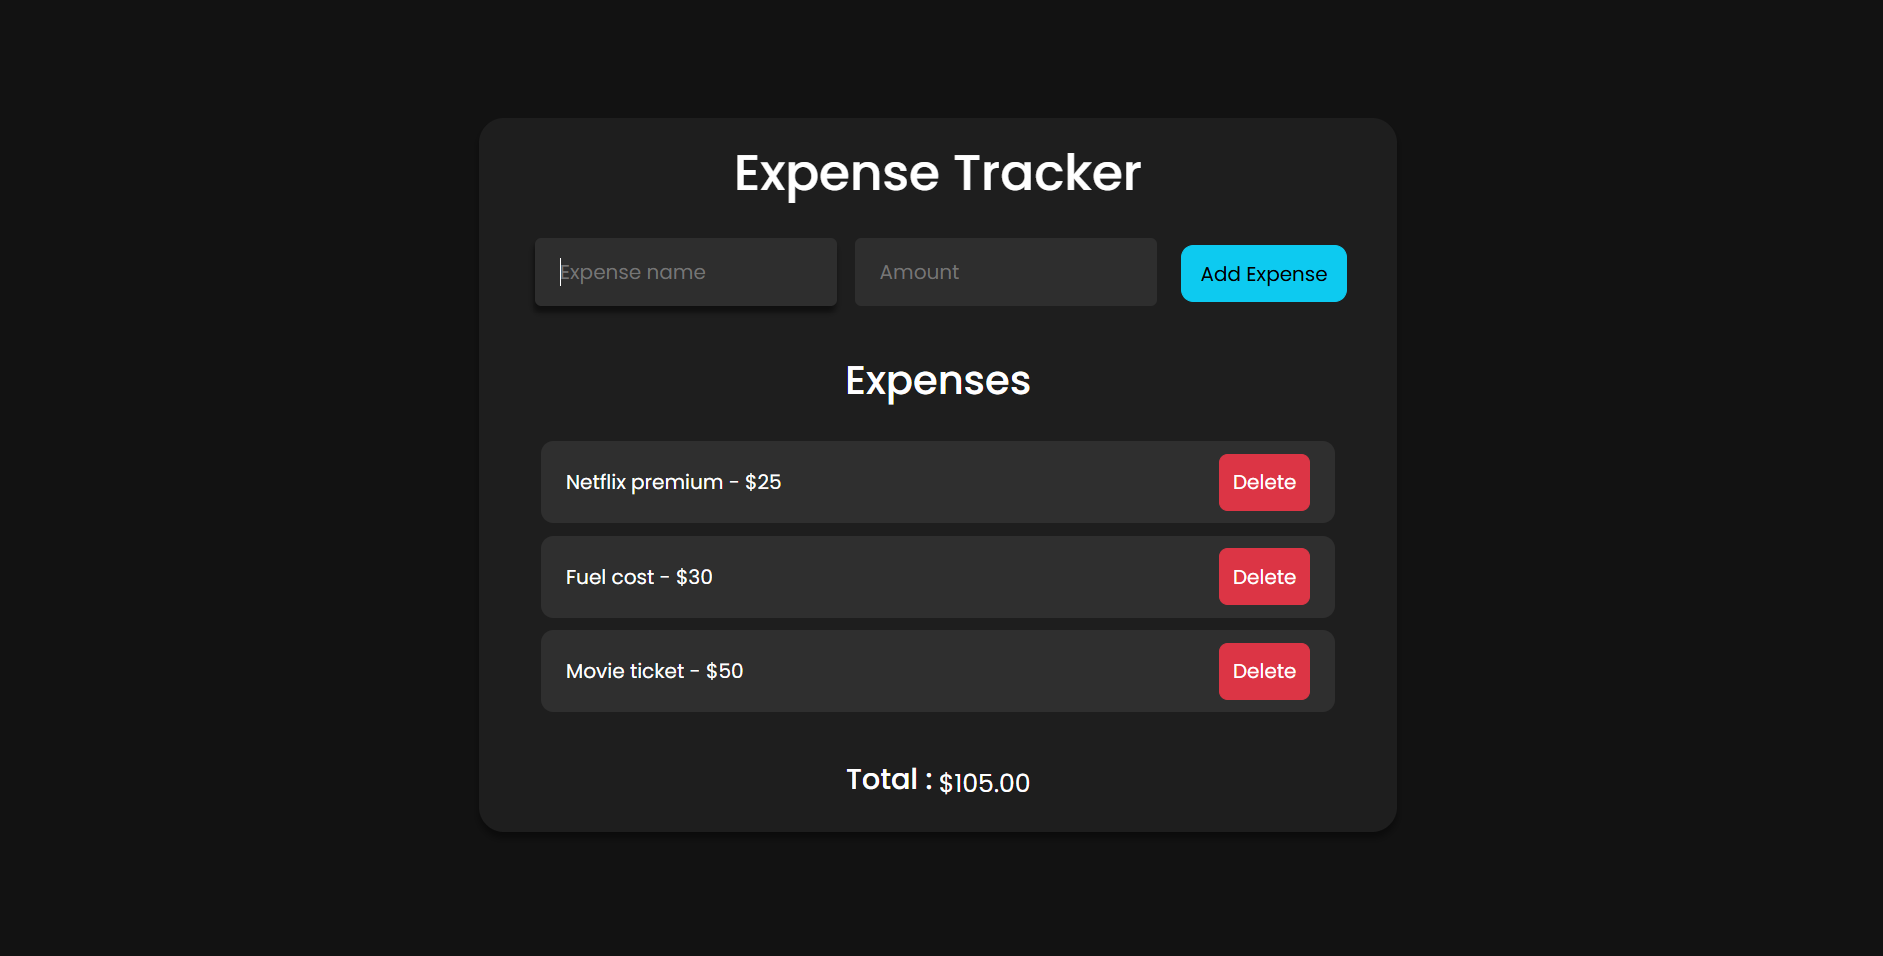 Expense Tracker
Expense name Amount Add Expense
Expenses
Netflix premium - $25 Delete
Fuel cost - $30 Delete
Movie ticket - $50 Delete
Total : $105.00